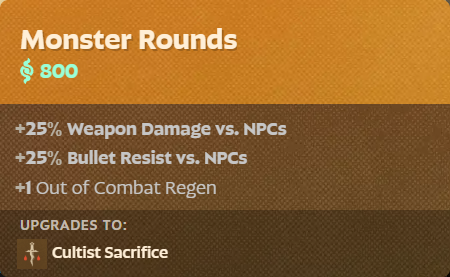 Monster Rounds
800
+25% Weapon Damage vs. NPCs
+25% Bullet Resist vs. NPCs
+1 Out of Combat Regen
UPGRADES TO:
Cultist Sacrifice